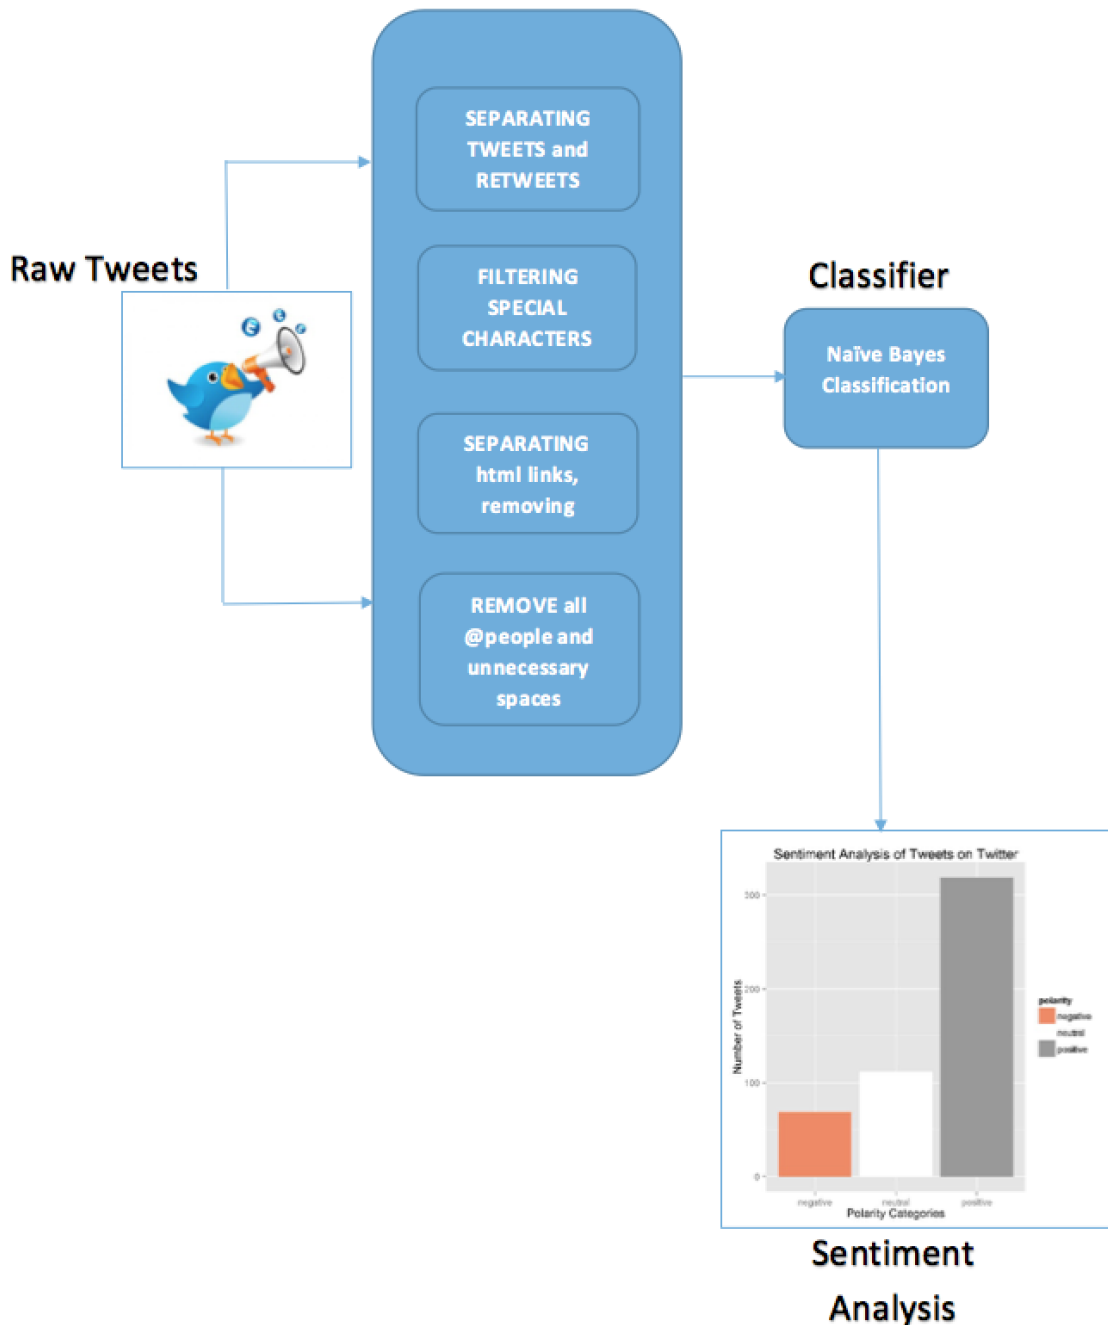 SEPARATING
TWEETS and
RETWEETS
Raw Tweets
FILTERING
SPECIAL
CHARACTERS
SEPARATING
html links,
removing
REMOVE all
@people and
unnecessary
spaces
Classifier
Naïve Bayes
Classification
Sentiment Analysis of Tweets on Twitter
Number of Tweets
300
200
100
0
negative neutral positive
Polarity Categories
polarity
negative
neutral
positive
Sentiment
Analysis